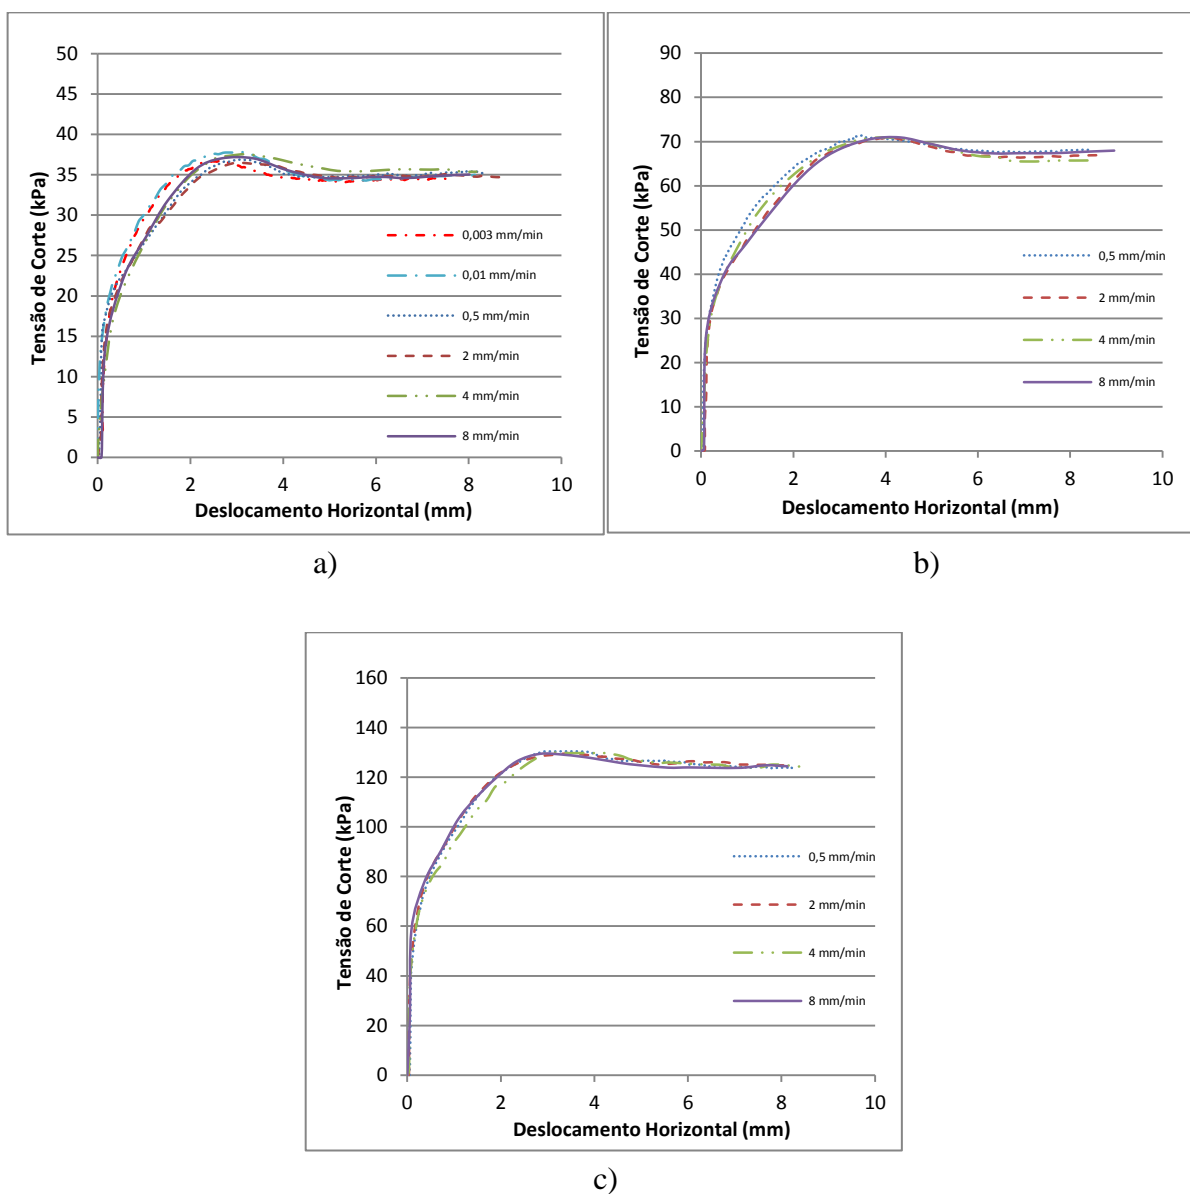 50
45
40
35
30
25
20
15
10
5
0
Tensão de Corte (kPa)
0,003 mm/min
0,01 mm/min
0,5 mm/min
2 mm/min
4 mm/min
8 mm/min
0 2 4 6 8 10
Deslocamento Horizontal (mm)
a)
90
80
70
60
50
40
30
20
10
0
Tensão de Corte (kPa)
0,5 mm/min
2 mm/min
4 mm/min
8 mm/min
0 2 4 6 8 10
Deslocamento Horizontal (mm)
b)
160
140
120
100
80
60
40
20
0
Tensão de Corte (kPa)
0,5 mm/min
2 mm/min
4 mm/min
8 mm/min
0 2 4 6 8 10
Deslocamento Horizontal (mm)
c)